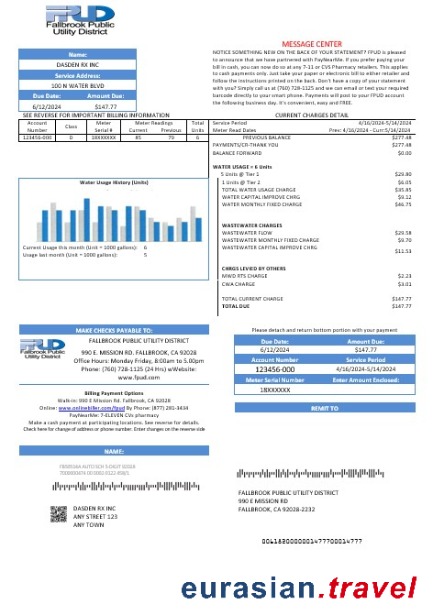 FPUD
Fallbrook Public
Utility District
Name:
DASDEN RX INC
Service Address:
100 N WATER BLVD
Due Date: Amount Due:
6/12/2024 $147.77
MESSAGE CENTER
NOTICE SOMETHING NEW ON THE BACK OF YOUR STATEMENT? FPUD is pleased
to announce that we have partnered with PayNearMe. If you prefer paying your
bill in cash, you can now do so at any 7-11 or CVS Pharmacy retailers. This applies
to cash payments only. Just take your paper or electronic bill to either retailer and
follow the instructions printed on the back. Don't have a copy of your statement
with you? Simply call us at (760) 728-1125 and we can email or text your required
barcode directly to your smart phone. Payments will post to your FPUD account
the following business day. It's convenient, easy and FREE.
SEE REVERSE FOR IMPORTANT BILLING INFORMATION
Account Number Class Meter Serial # Meter Readings Current Previous Total Units
123456-000 D 18XXXXXX 85 79 6
CURRENT CHARGES DETAIL
Service Period 4/16/2024-5/14/2024
Meter Read Dates Prev: 4/16/2024 - Curr:5/14/2024
PREVIOUS BALANCE $277.48
PAYMENTS/CR-THANK YOU $277.48
BALANCE FORWARD $0.00
WATER USAGE = 6 Units
5 Units @ Tier 1 $29.80
1 Units @ Tier 2 $6.05
TOTAL WATER USAGE CHARGE $35.85
WATER CAPITAL IMPROV CHRG $9.12
WATER MONTHLY FIXED CHARGE $46.75
WASTEWATER CHARGES
WASTEWATER FLOW $29.58
WASTEWATER MONTHLY FIXED CHARGE $9.70
WASTEWATER CAPITAL IMPROV CHRG $11.53
CHRGS LEVIED BY OTHERS
MWD RTS CHARGE $2.23
CWA CHARGE $3.01
TOTAL CURRENT CHARGE $147.77
TOTAL DUE $147.77
Water Usage History (Units)
Current Usage this month (Unit = 1000 gallons): 6
Usage last month (Unit = 1000 gallons): 5
MAKE CHECKS PAYABLE TO:
Fallbrook Public
Utility District
FALLBROOK PUBLIC UTILITY DISTRICT
990 E. MISSION RD. FALLBROOK, CA 92028
Office Hours: Monday Friday, 8:00am to 5.00pm
Phone: (760) 728-1125 (24 Hrs) wWebsite:
www.fpud.com
Billing Payment Options
Walk-in: 990 E Mission Rd. Fallbrook, CA 92028
Online: www.onlinebiller.com/fpud By Phone: (877) 281-3434
PayNearMe: 7-ELEVEN CVs pharmacy
Make a cash payment at participating locations. See reverse for details.
Check here for change of address or phone number. Enter changes on the reverse side
Please detach and return bottom portion with your payment
Due Date: Amount Due:
6/12/2024 $147.77
Account Number Service Period
123456-000 4/16/2024-5/14/2024
Meter Serial Number Enter Amount Enclosed:
18XXXXXX
REMIT TO
NAME:
DASDEN RX INC
ANY STREET 123
ANY TOWN
FALLBROOK PUBLIC UTILITY DISTRICT
990 E MISSION RD
FALLBROOK, CA 92028-2232
eurasian.travel